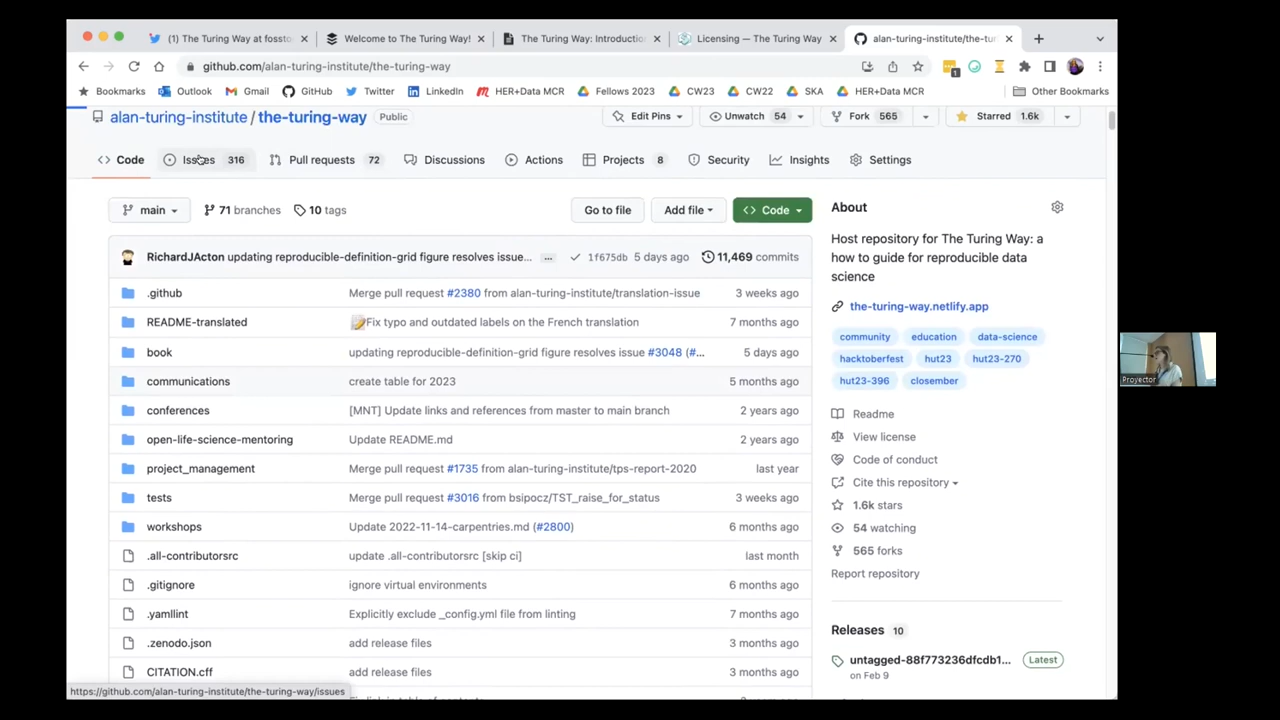 (1) The Turing Way at fossto
Welcome to The Turing Way!
The Turing Way: Introductio
Licensing — The Turing Way
alan-turing-institute/the-tur
github.com/alan-turing-institute/the-turing-way
1
Bookmarks
Outlook
Gmail
GitHub
Twitter
LinkedIn
HER+Data MCR
Fellows 2023
CW23
CW22
SKA
HER+Data MCR
Other Bookmarks
alan-turing-institute / the-turing-way Public
Edit Pins
Unwatch 54
Fork 565
Starred 1.6k
Code
Issues 316
Pull requests 72
Discussions
Actions
Projects 8
Security
Insights
Settings
main
71 branches
10 tags
Go to file
Add file
Code
RichardJActon updating reproducible-definition-grid figure resolves issue... ... 1f675db 5 days ago 11,469 commits
.github Merge pull request #2380 from alan-turing-institute/translation-issue 3 weeks ago
README-translated Fix typo and outdated labels on the French translation 7 months ago
book updating reproducible-definition-grid figure resolves issue #3048 (#... 5 days ago
communications create table for 2023 5 months ago
conferences [MNT] Update links and references from master to main branch 2 years ago
open-life-science-mentoring Update README.md 2 years ago
project_management Merge pull request #1735 from alan-turing-institute/tps-report-2020 last year
tests Merge pull request #3016 from bsipocz/TST_raise_for_status 3 weeks ago
workshops Update 2022-11-14-carpentries.md (#2800) 6 months ago
.all-contributorsrc update .all-contributorsrc [skip ci] last month
.gitignore ignore virtual environments 6 months ago
.yamllint Explicitly exclude _config.yml file from linting 7 months ago
.zenodo.json add release files 3 months ago
CITATION.cff add release files 3 months ago
https://github.com/alan-turing-institute/the-turing-way/issues
About
Host repository for The Turing Way: a
how to guide for reproducible data
science
the-turing-way.netlify.app
community education data-science
hacktoberfest hut23 hut23-270
hut23-396 closember
Readme
View license
Code of conduct
Cite this repository
1.6k stars
54 watching
565 forks
Report repository
Releases 10
untagged-88f773236dfcdb1... Latest
on Feb 9
Proyector